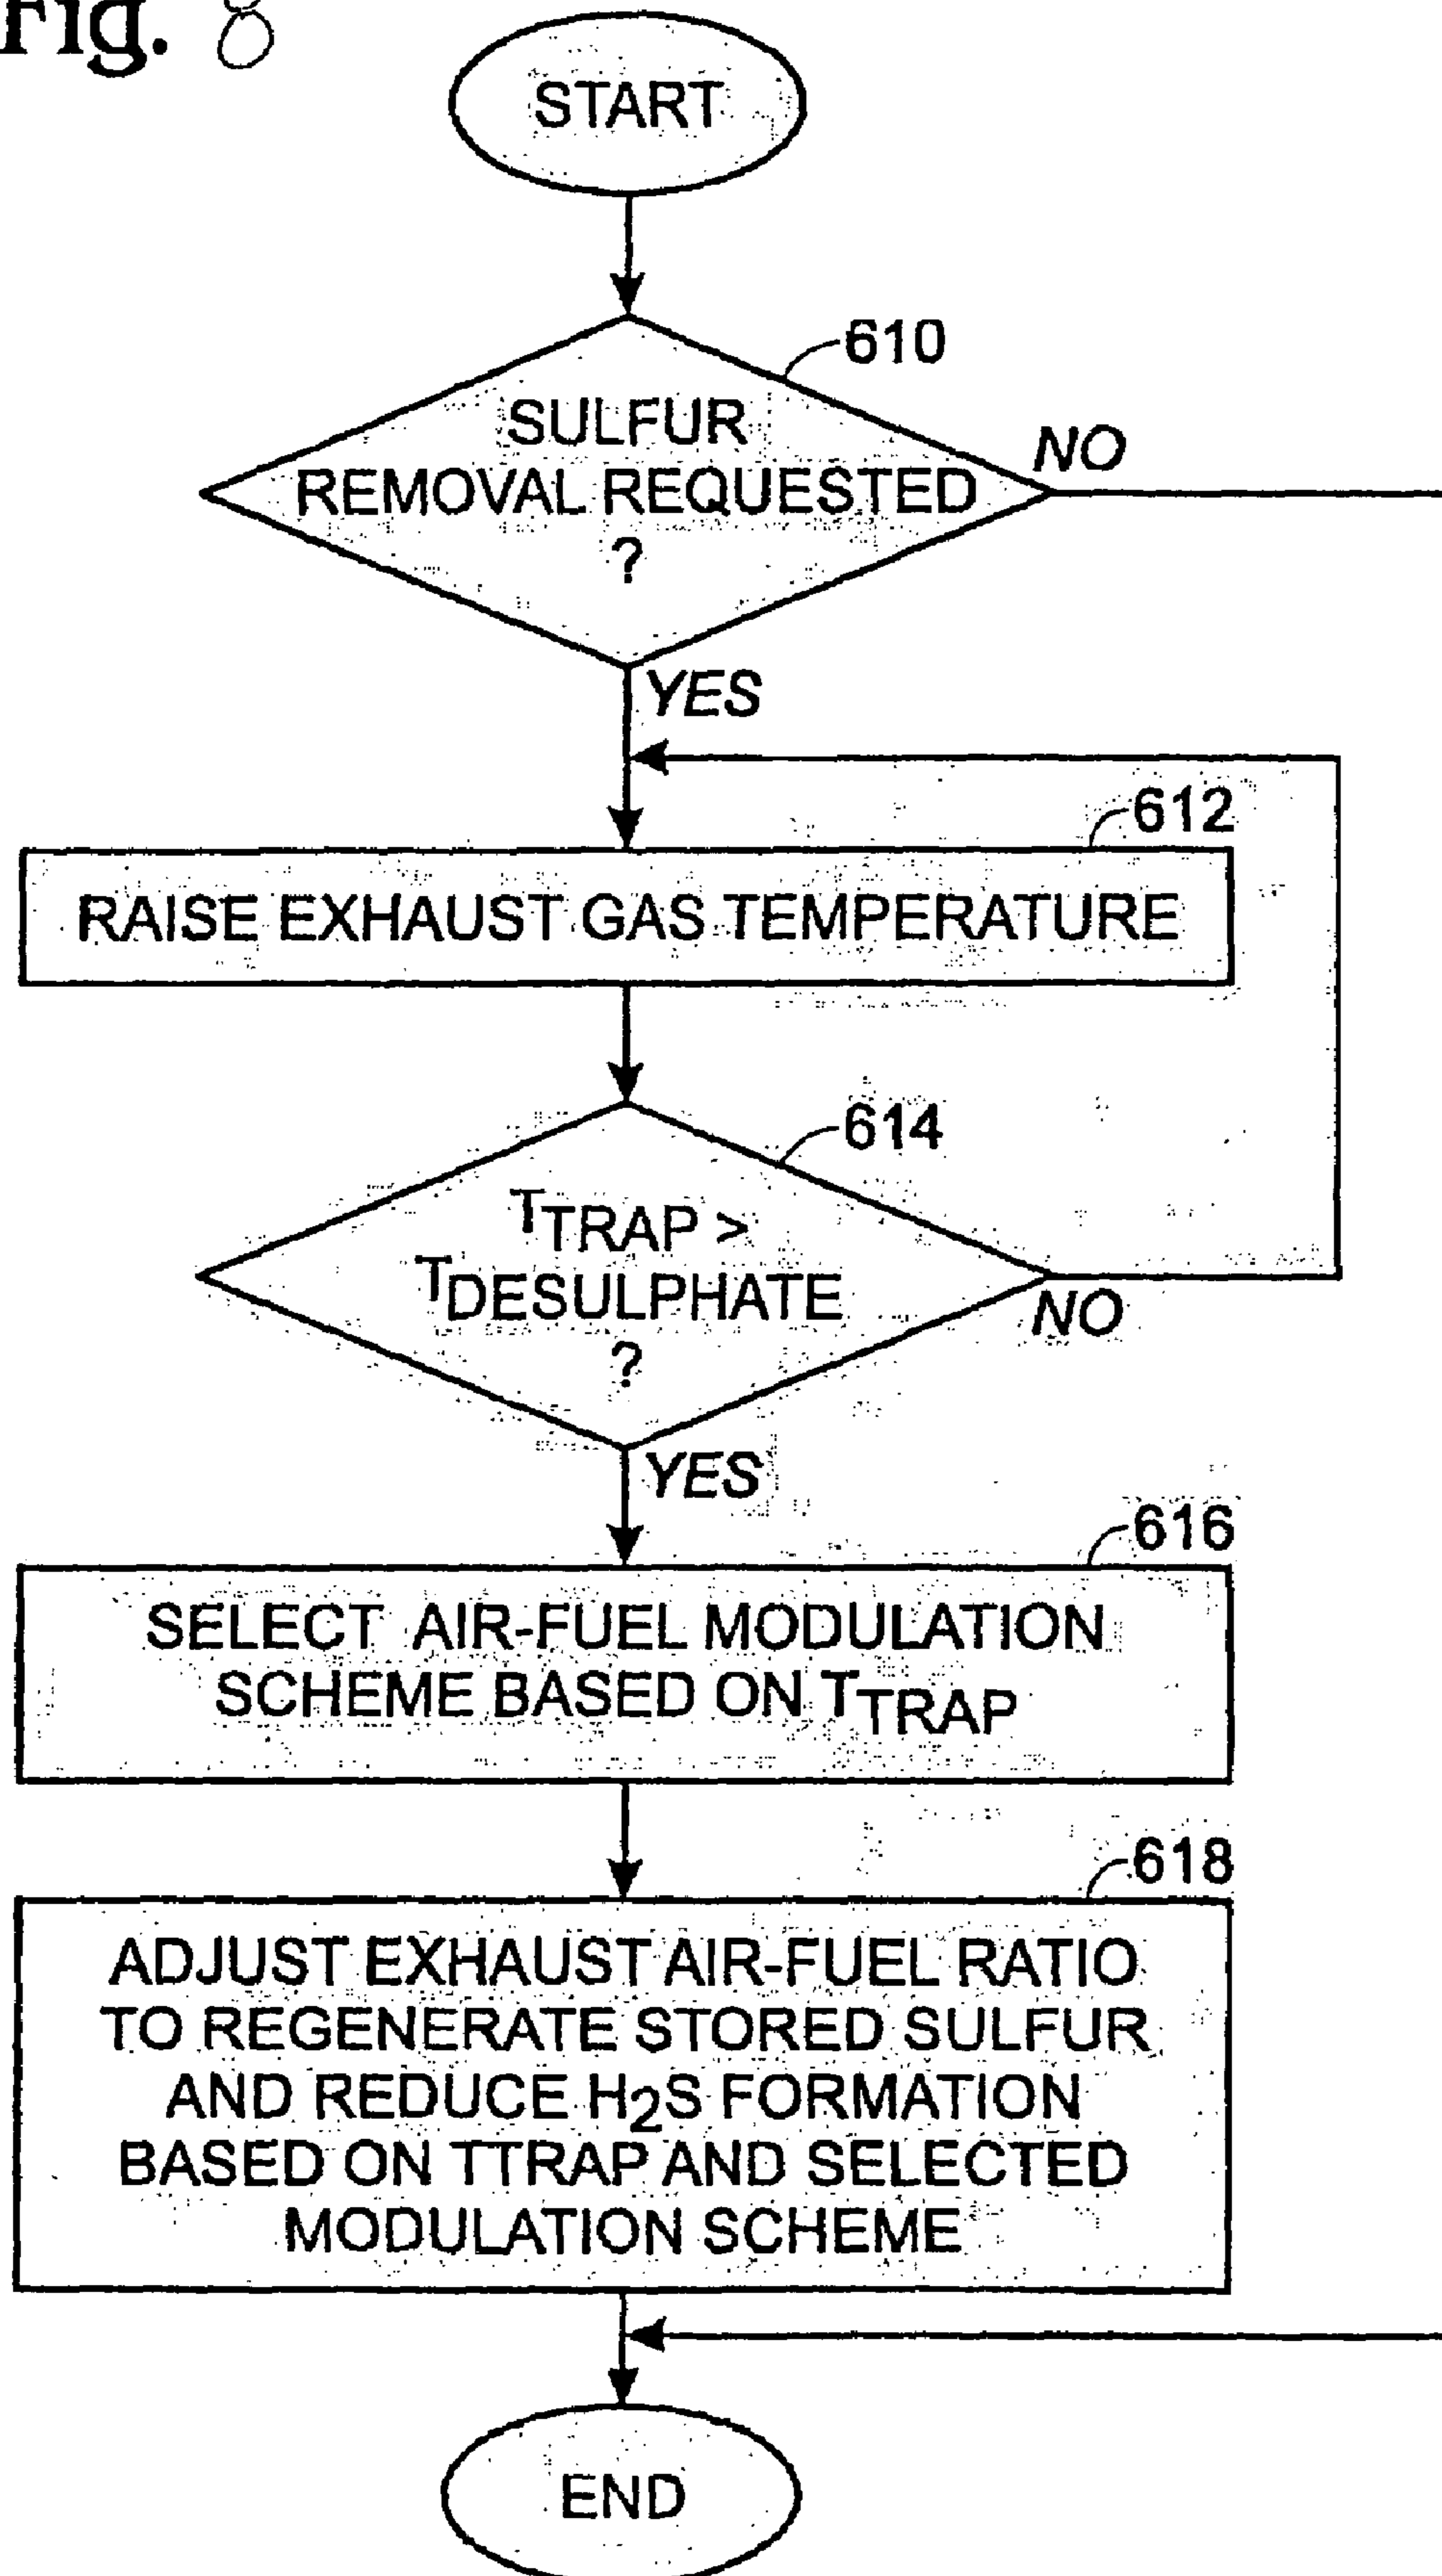 Fig. 8
START
610
SULFUR
REMOVAL REQUESTED
?
NO
YES
612
RAISE EXHAUST GAS TEMPERATURE
614
TTRAP >
TDESULPHATE
?
NO
YES
616
SELECT AIR-FUEL MODULATION
SCHEME BASED ON TTRAP
618
ADJUST EXHAUST AIR-FUEL RATIO
TO REGENERATE STORED SULFUR
AND REDUCE H2S FORMATION
BASED ON TTRAP AND SELECTED
MODULATION SCHEME
END